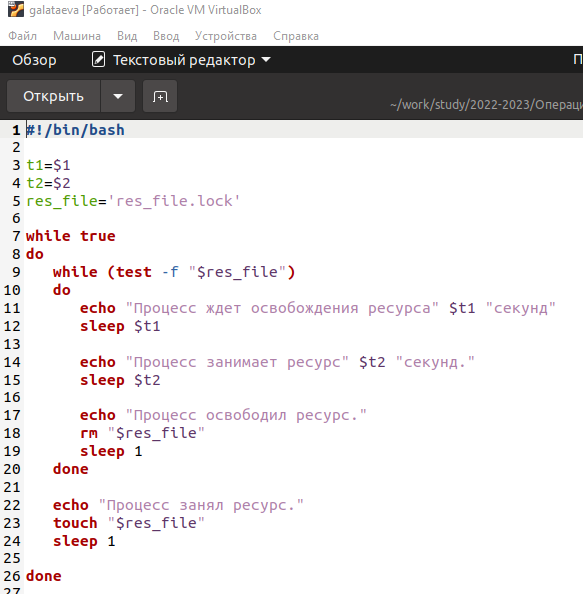 galataeva [Работает] - Oracle VM VirtualBox
Файл Машина Вид Ввод Устройства Справка
Обзор Текстовый редактор П
Открыть
~/work/study/2022-2023/Операци
1 #!/bin/bash
2
3 t1=$1
4 t2=$2
5 res_file='res_file.lock'
6
7 while true
8 do
9 while (test -f "$res_file")
10 do
11 echo "Процесс ждет освобождения ресурса" $t1 "секунд"
12 sleep $t1
13
14 echo "Процесс занимает ресурс" $t2 "секунд."
15 sleep $t2
16
17 echo "Процесс освободил ресурс."
18 rm "$res_file"
19 sleep 1
20 done
21
22 echo "Процесс занял ресурс."
23 touch "$res_file"
24 sleep 1
25
26 done
27